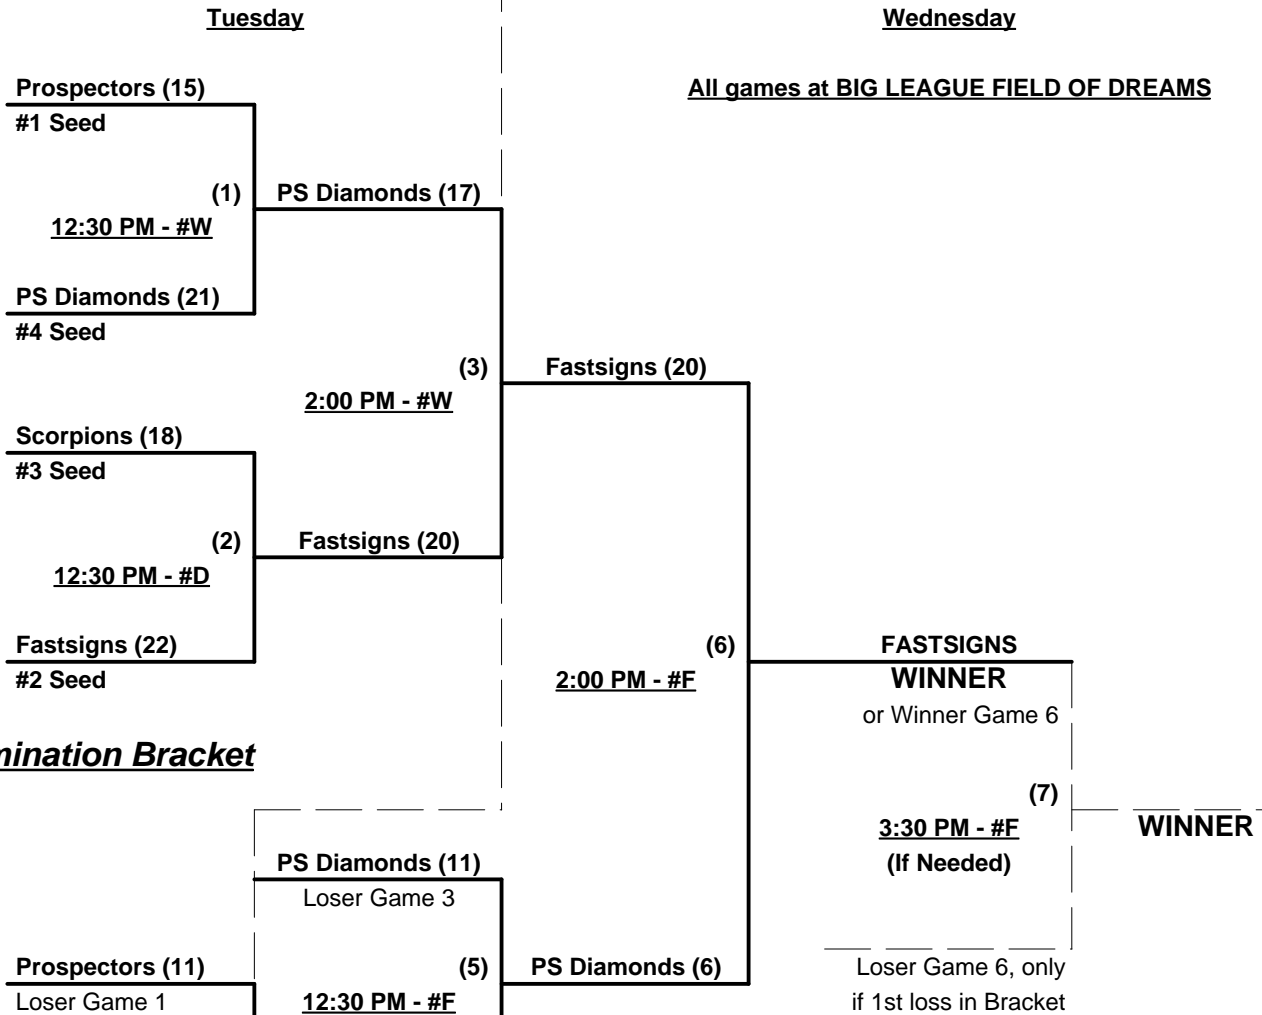 Tuesday
Wednesday
Prospectors (15)
All games at BIG LEAGUE FIELD OF DREAMS
#1 Seed
(1)
PS Diamonds (17)
12:30 PM - #W
PS Diamonds (21)
#4 Seed
(3)
Fastsigns (20)
2:00 PM - #W
Scorpions (18)
#3 Seed
(2)
Fastsigns (20)
12:30 PM - #D
Fastsigns (22)
#2 Seed
(6)
FASTSIGNS
2:00 PM - #F
WINNER
or Winner Game 6
mination Bracket
(7)
3:30 PM - #F
WINNER
(If Needed)
PS Diamonds (11)
Loser Game 3
Prospectors (11)
(5)
PS Diamonds (6)
Loser Game 6, only
Loser Game 1
12:30 PM - #F
if 1st loss in Bracket